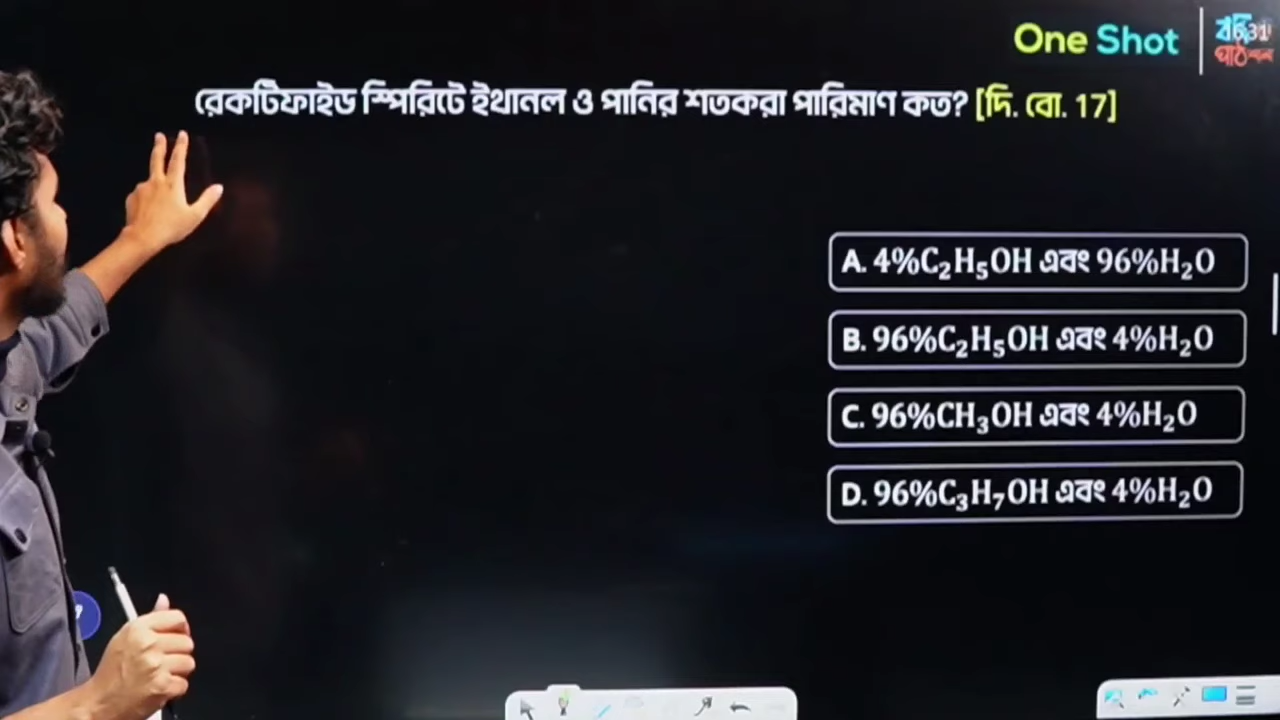 One Shot
রেকটিফাইড স্পিরিটে ইথানল ও পানির শতকরা পারিমাণ কত? [দি. বো. 17]
A. 4%C₂H₅OH এবং 96%H₂O
B. 96%C₂H₅OH এবং 4%H₂O
C. 96%CH₃OH এবং 4%H₂O
D. 96%C₃H₇OH এবং 4%H₂O